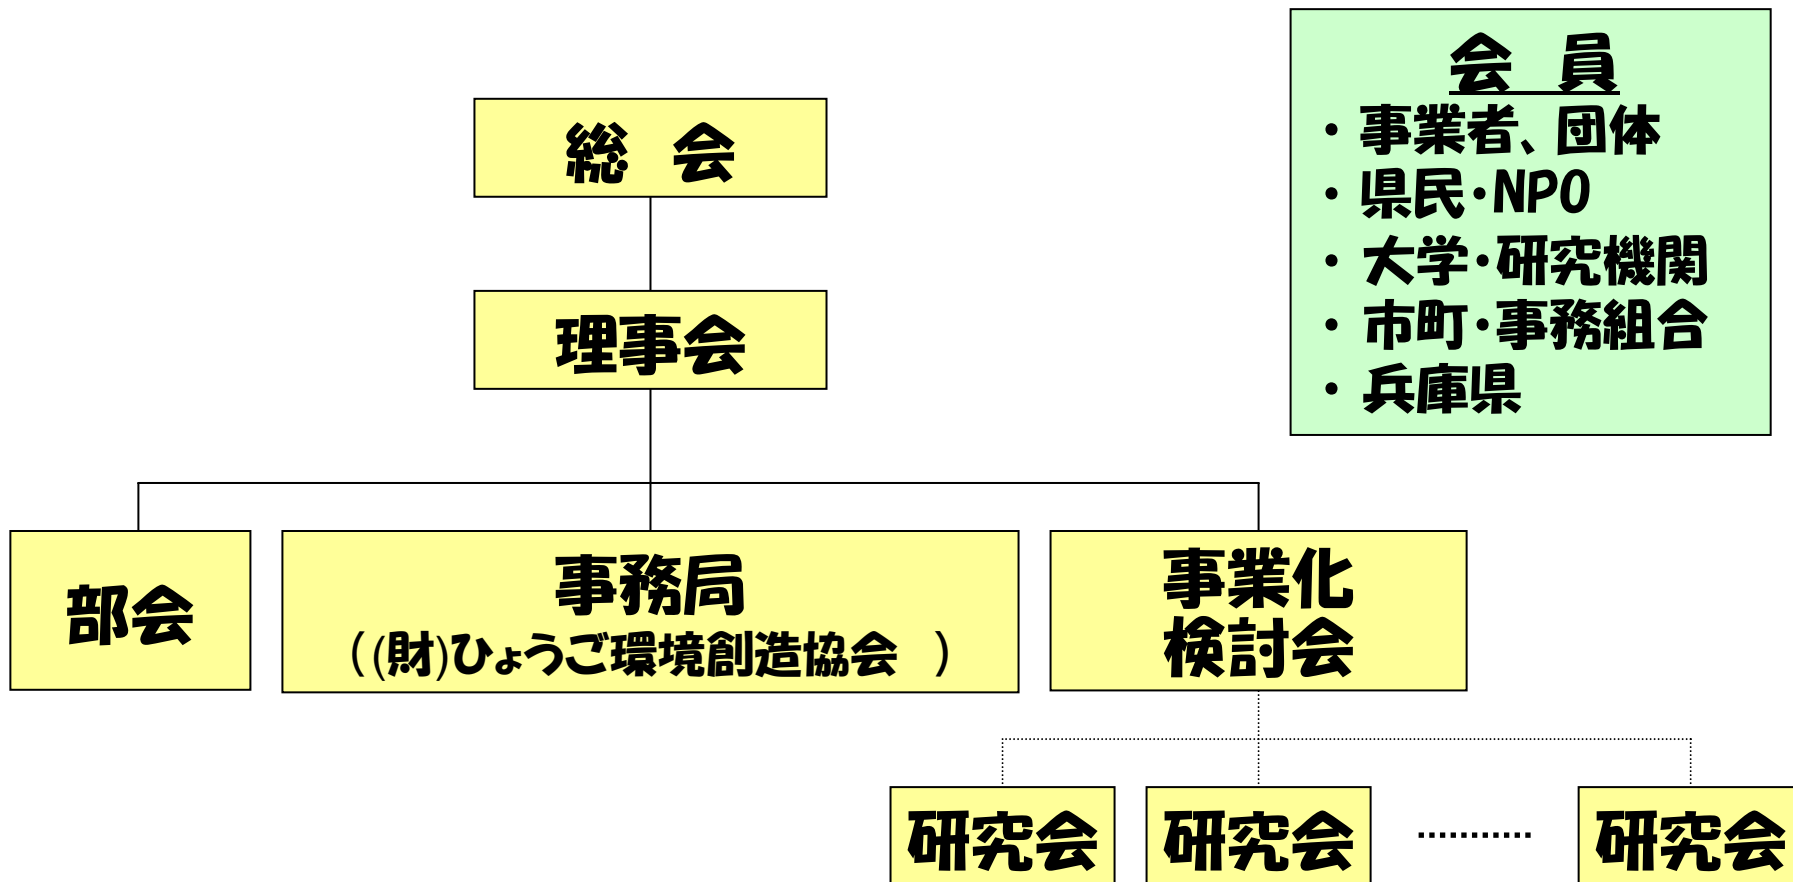 総　会
理事会
部会
事務局
（(財)ひょうご環境創造協会　）
事業化
検討会
研究会
研究会
…………
研究会
会　員
・事業者、団体
・県民・NPO
・大学・研究機関
・市町・事務組合
・兵庫県